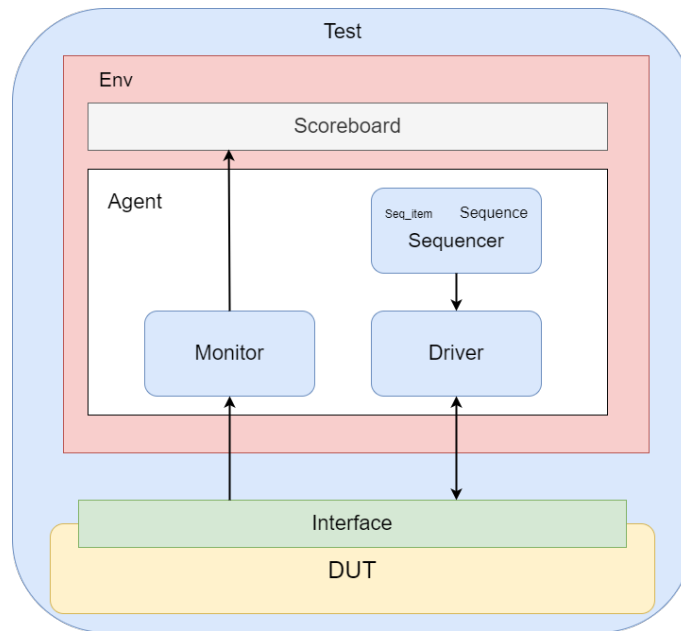 Test
Env
Scoreboard
Agent
Seq_item Sequence
Sequencer
Monitor
Driver
Interface
DUT